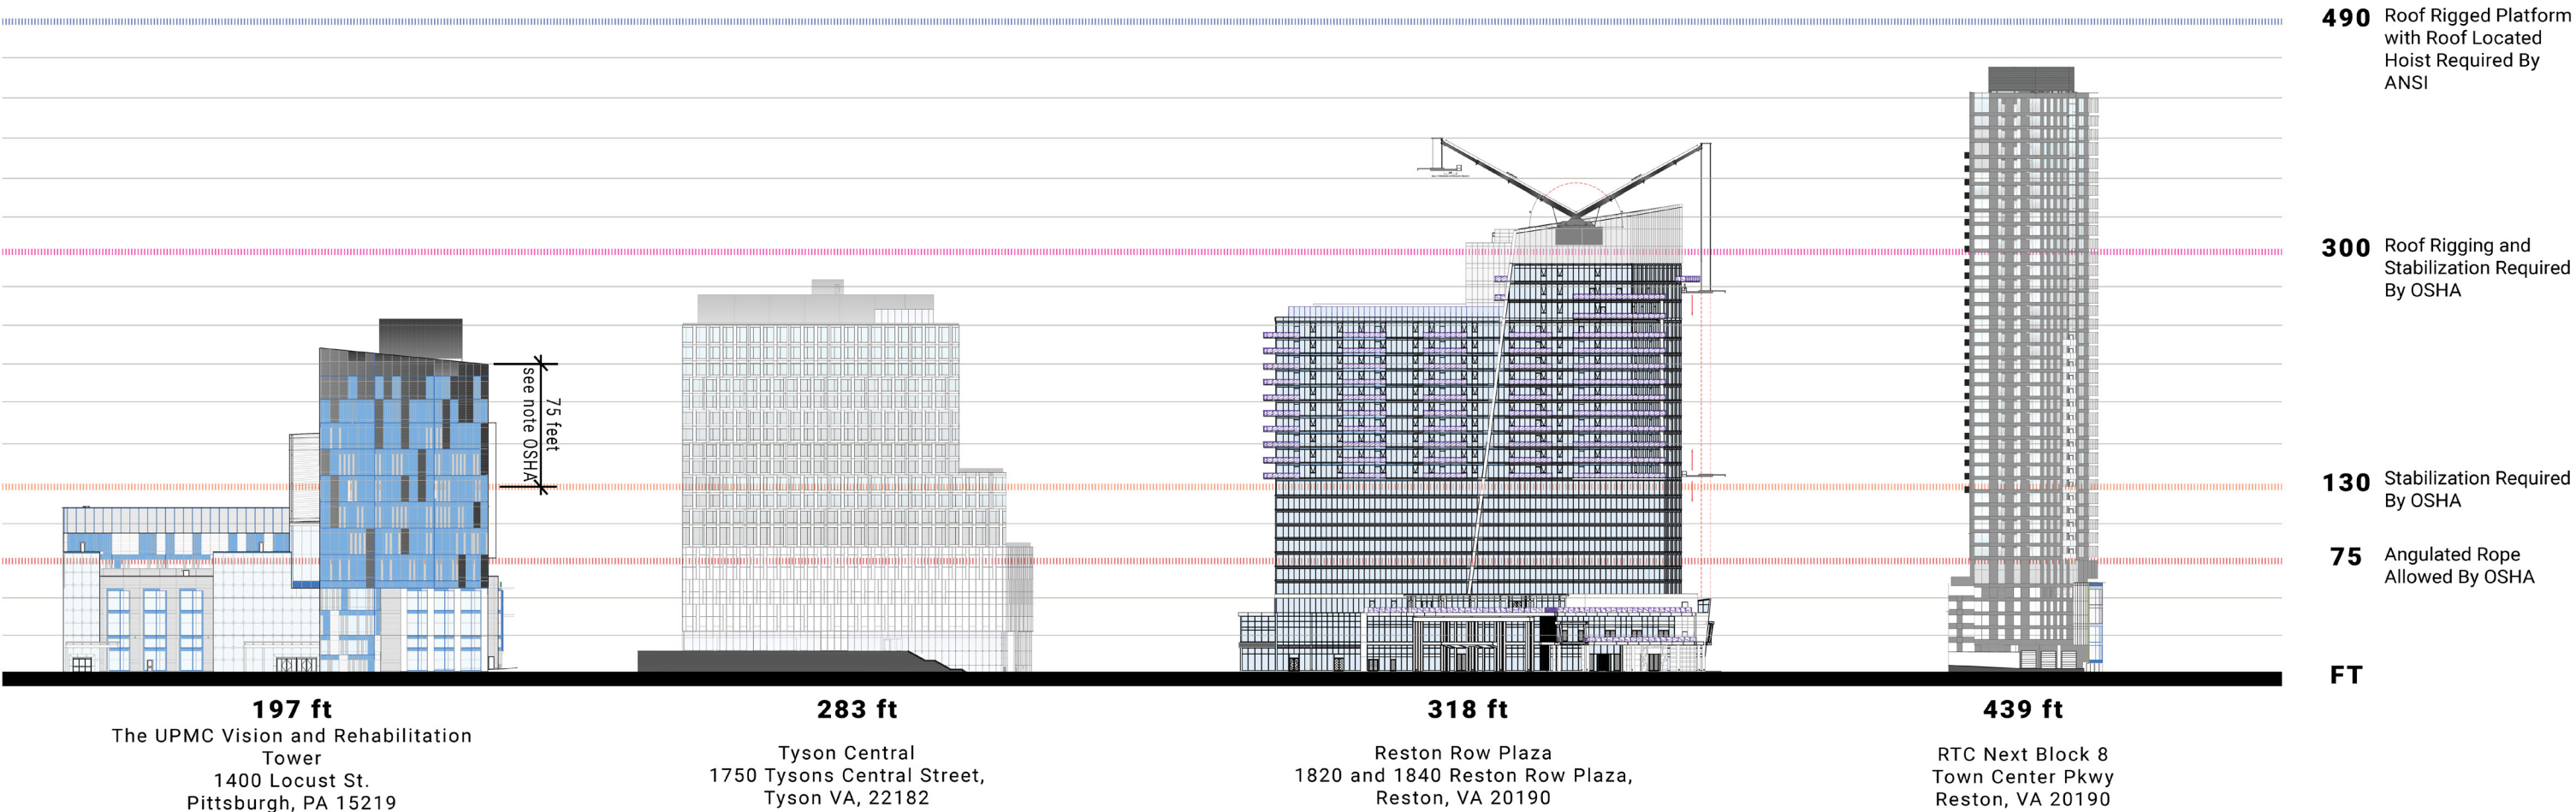 490 Roof Rigged Platform
with Roof Located
Hoist Required By
ANSI
300 Roof Rigging and
Stabilization Required
By OSHA
75 feet
see note OSHA
130 Stabilization Required
By OSHA
75 Angulated Rope
Allowed By OSHA
FT
197 ft
The UPMC Vision and Rehabilitation
Tower
1400 Locust St.
Pittsburgh, PA 15219
283 ft
Tyson Central
1750 Tysons Central Street,
Tyson VA, 22182
318 ft
Reston Row Plaza
1820 and 1840 Reston Row Plaza,
Reston, VA 20190
439 ft
RTC Next Block 8
Town Center Pkwy
Reston, VA 20190